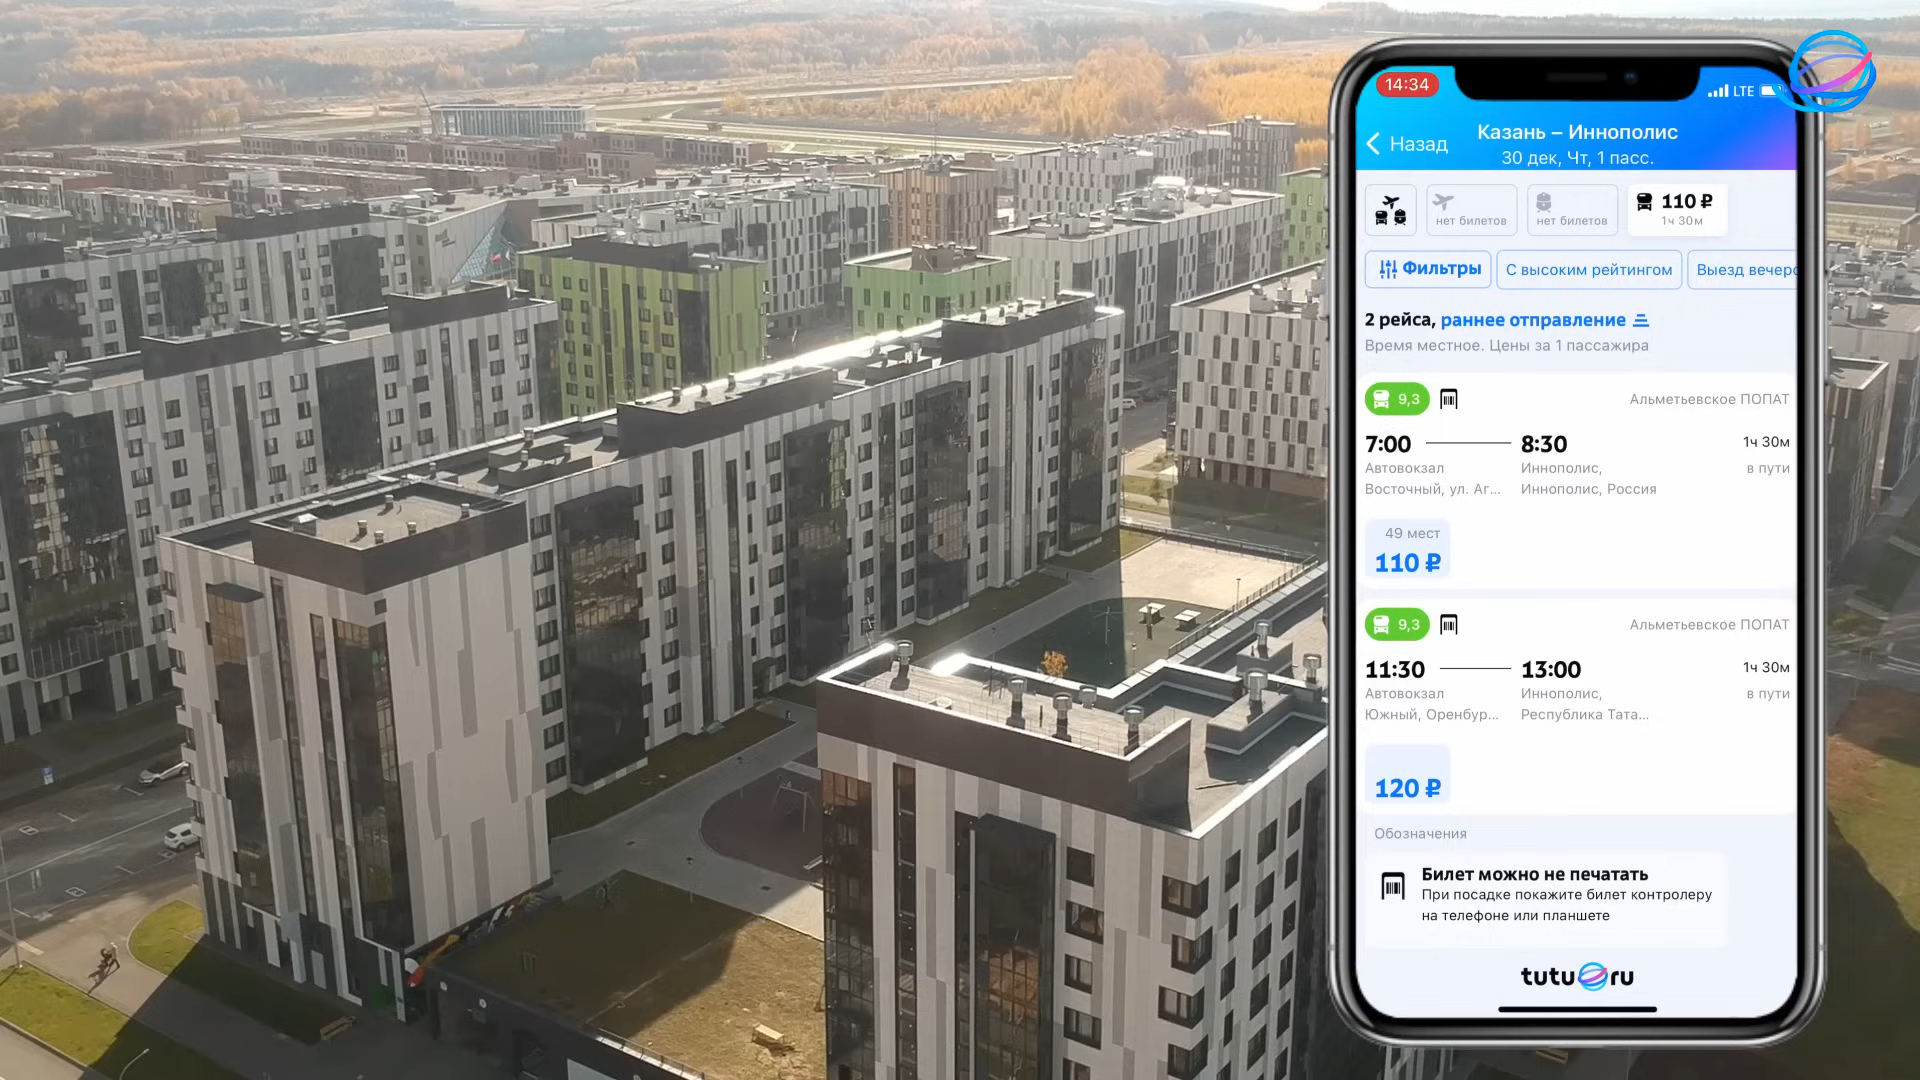 14:34
LTE
Назад
Казань – Иннополис
30 дек, Чт, 1 пасс.
нет билетов
нет билетов
110 ₽
1ч 30м
Фильтры
С высоким рейтингом
Выезд вечеро
2 рейса, раннее отправление
Время местное. Цены за 1 пассажира
9,3
Альметьевское ПОПАТ
7:00
8:30
1ч 30м
Автовокзал
Иннополис,
в пути
Восточный, ул. Аг...
Иннополис, Россия
49 мест
110 ₽
9,3
Альметьевское ПОПАТ
11:30
13:00
1ч 30м
Автовокзал
Иннополис,
в пути
Южный, Оренбур...
Республика Тата...
120 ₽
Обозначения
Билет можно не печатать
При посадке покажите билет контролеру
на телефоне или планшете
tutu ru